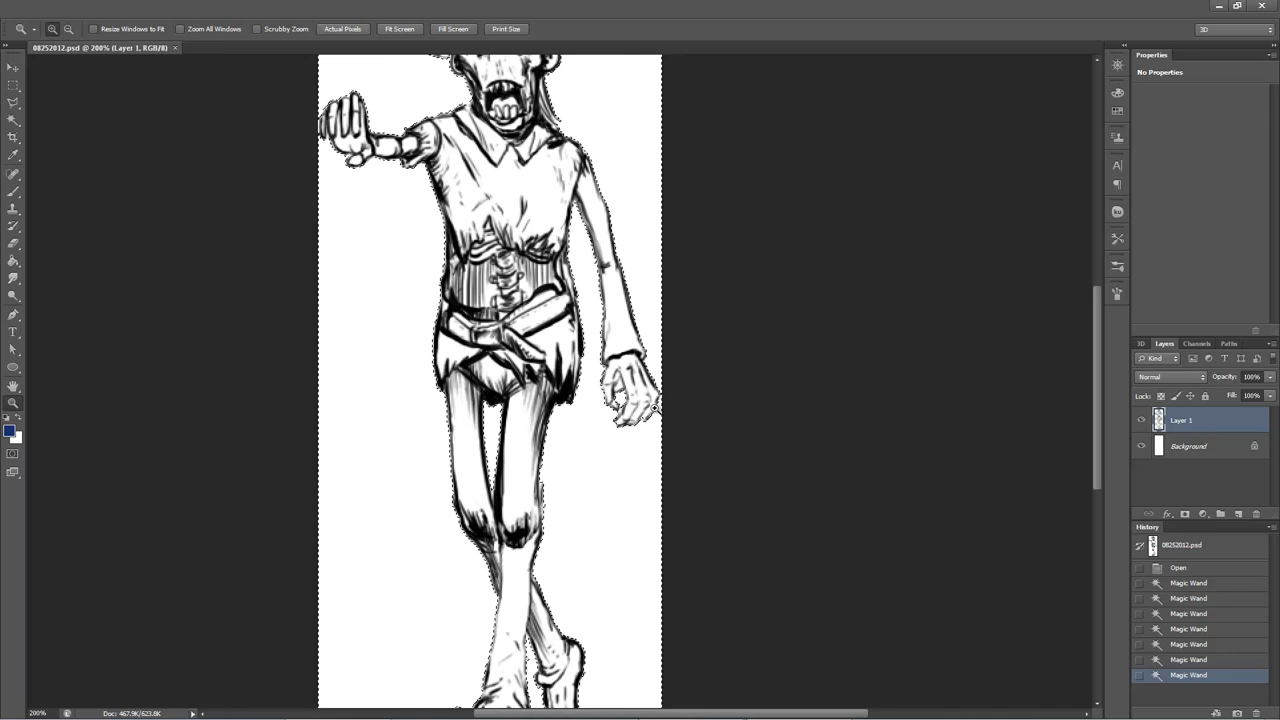 Resize Windows to Fit Zoom All Windows Scrubby Zoom Actual Pixels Fit Screen Fill Screen Print Size 3D
08252012.psd @ 200% (Layer 1, RGB/8) ×
Properties
No Properties
3D Layers Channels Paths
Kind
Normal Opacity: 100%
Lock: Fill: 100%
Layer 1
Background
History
08252012.psd
Open
Magic Wand
Magic Wand
Magic Wand
Magic Wand
Magic Wand
Magic Wand
Magic Wand
200% Doc: 467.9K/623.8K